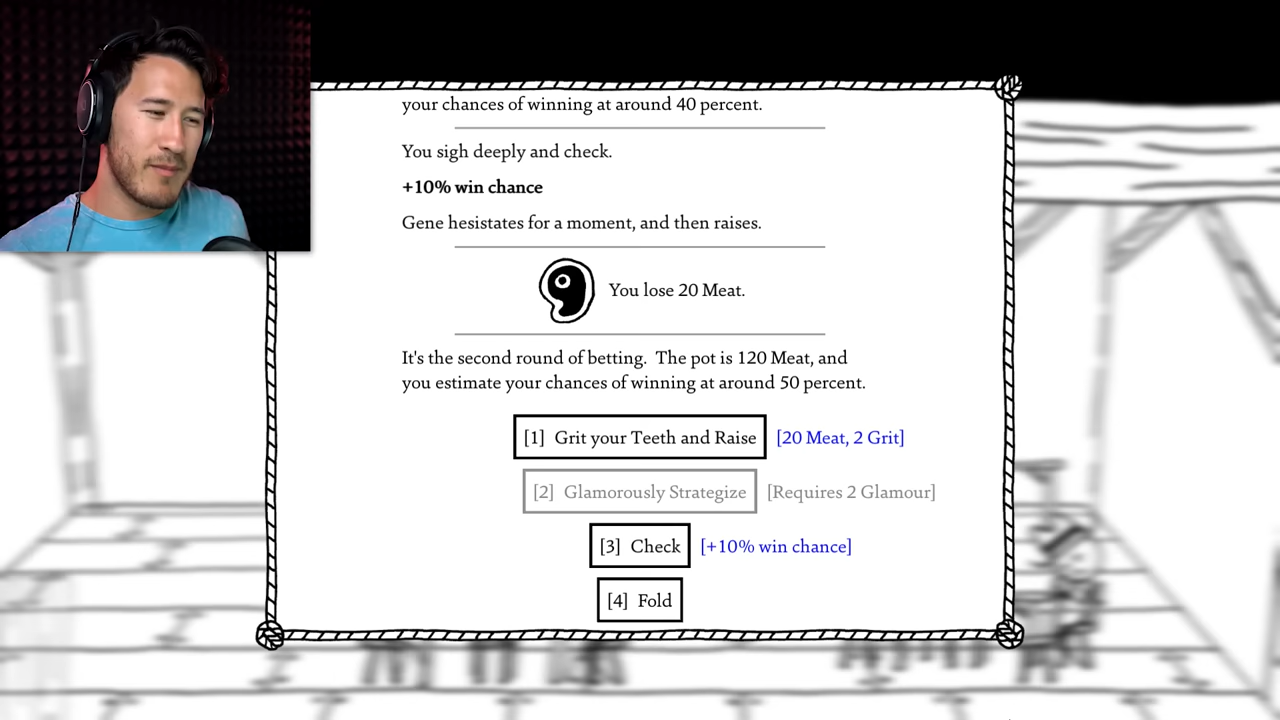 your chances of winning at around 40 percent.
You sigh deeply and check.
+10% win chance
Gene hesistates for a moment, and then raises.
You lose 20 Meat.
It's the second round of betting. The pot is 120 Meat, and
you estimate your chances of winning at around 50 percent.
[1] Grit your Teeth and Raise [20 Meat, 2 Grit]
[2] Glamorously Strategize [Requires 2 Glamour]
[3] Check [+10% win chance]
[4] Fold